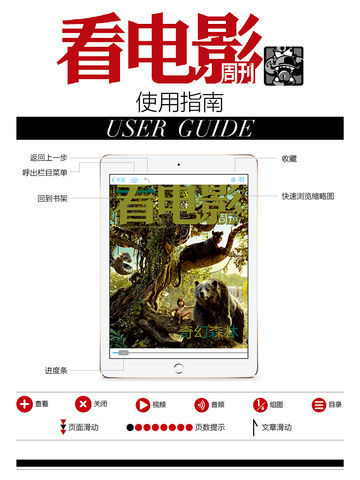 看电影
周刊
使用指南
USER GUIDE
返回上一步
收藏
呼出栏目菜单
回到书架
快速浏览缩略图
看电影
周刊
奇幻森林
进度条
查看
关闭
视频
音频
1/4
组图
目录
页面滑动
页数提示
文章滑动